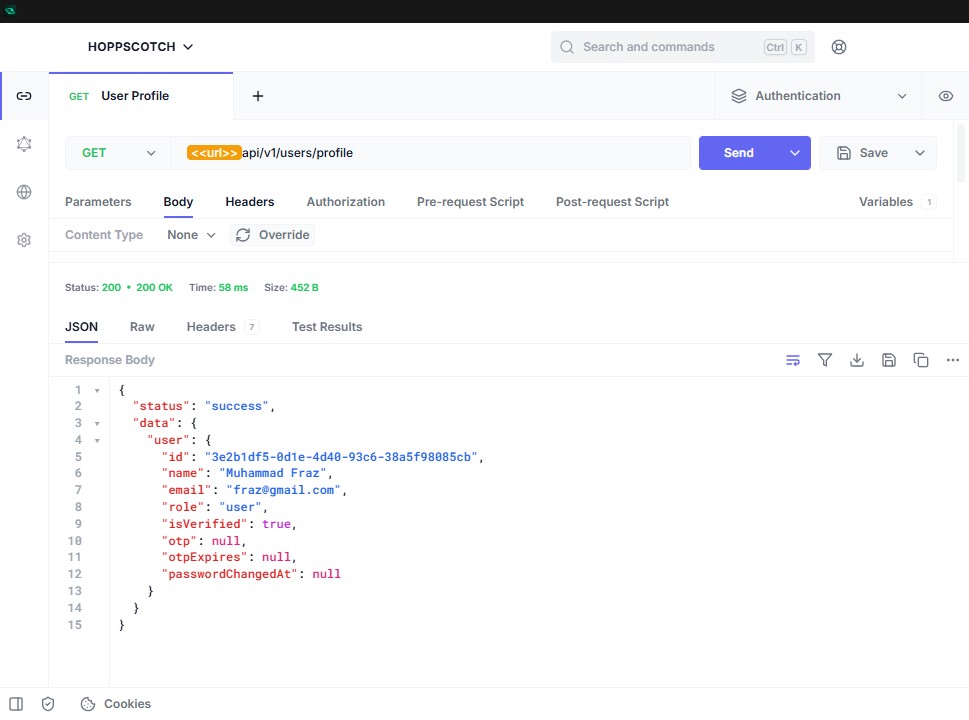 HOPPSCOTCH
Search and commands Ctrl K
GET User Profile
Authentication
GET <<url>>api/v1/users/profile Send Save
Parameters Body Headers Authorization Pre-request Script Post-request Script Variables 1
Content Type None Override
Status: 200 • 200 OK Time: 58 ms Size: 452 B
JSON Raw Headers 7 Test Results
Response Body
1 {
2 "status": "success",
3 "data": {
4 "user": {
5 "id": "3e2b1df5-0d1e-4d40-93c6-38a5f98085cb",
6 "name": "Muhammad Fraz",
7 "email": "fraz@gmail.com",
8 "role": "user",
9 "isVerified": true,
10 "otp": null,
11 "otpExpires": null,
12 "passwordChangedAt": null
13 }
14 }
15 }
Cookies